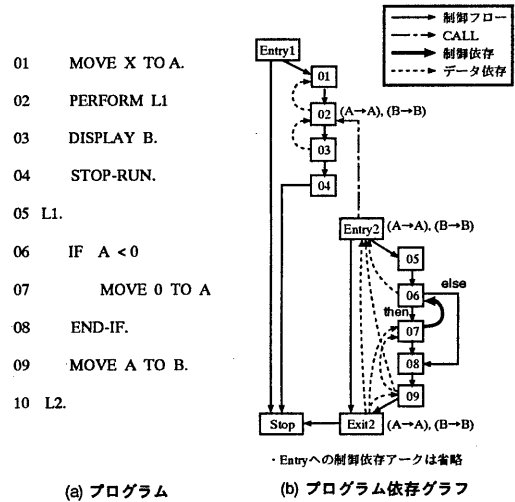 01 MOVE X TO A.
02 PERFORM L1
03 DISPLAY B.
04 STOP-RUN.
05 L1.
06 IF A < 0
07 MOVE 0 TO A
08 END-IF.
09 MOVE A TO B.
10 L2.
(a) プログラム
制御フロー
CALL
制御依存
データ依存
Entry1
01
02 (A→A), (B→B)
03
04
Entry2 (A→A), (B→B)
05
06
else
then
07
08
09
Stop
Exit2 (A→A), (B→B)
・Entryへの制御依存アークは省略
(b) プログラム依存グラフ